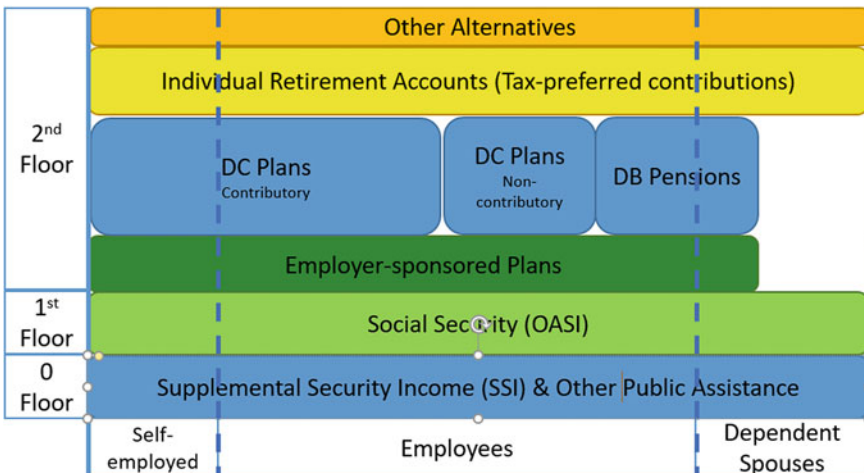 Other Alternatives
Individual Retirement Accounts (Tax-preferred contributions)
2nd
Floor
DC Plans
Contributory
DC Plans
Non-
contributory
DB Pensions
Employer-sponsored Plans
1st
Floor
Social Security (OASI)
0
Floor
Supplemental Security Income (SSI) & Other Public Assistance
Self-
employed
Employees
Dependent
Spouses